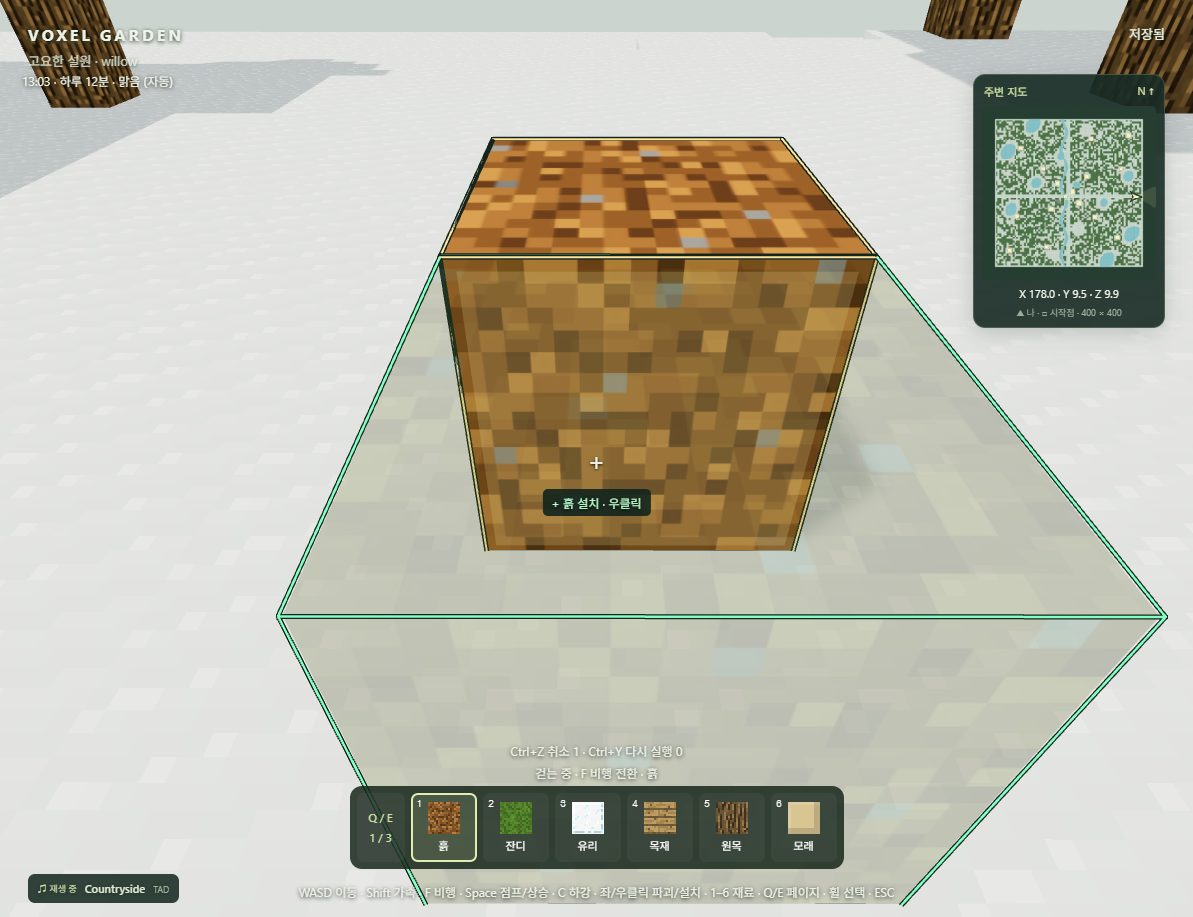 VOXEL GARDEN
고요한 설원 · willow
13:03 · 하루 12분 · 맑음 (자동)
저장됨
주변 지도 N↑
X 178.0 · Y 9.5 · Z 9.9
▲ 나 · □ 시작점 · 400 × 400
+
+ 흙 설치 · 우클릭
Ctrl+Z 취소 1 · Ctrl+Y 다시 실행 0
걷는 중 · F 비행 전환 · 흙
Q / E
1 / 3
1 2 3 4 5 6
흙 잔디 유리 목재 원목 모래
♫ 재생 중 Countryside TAD
WASD 이동 · Shift 가속 · F 비행 · Space 점프/상승 · C 하강 · 좌/우클릭 파괴/설치 · 1–6 재료 · Q/E 페이지 · 휠 선택 · ESC